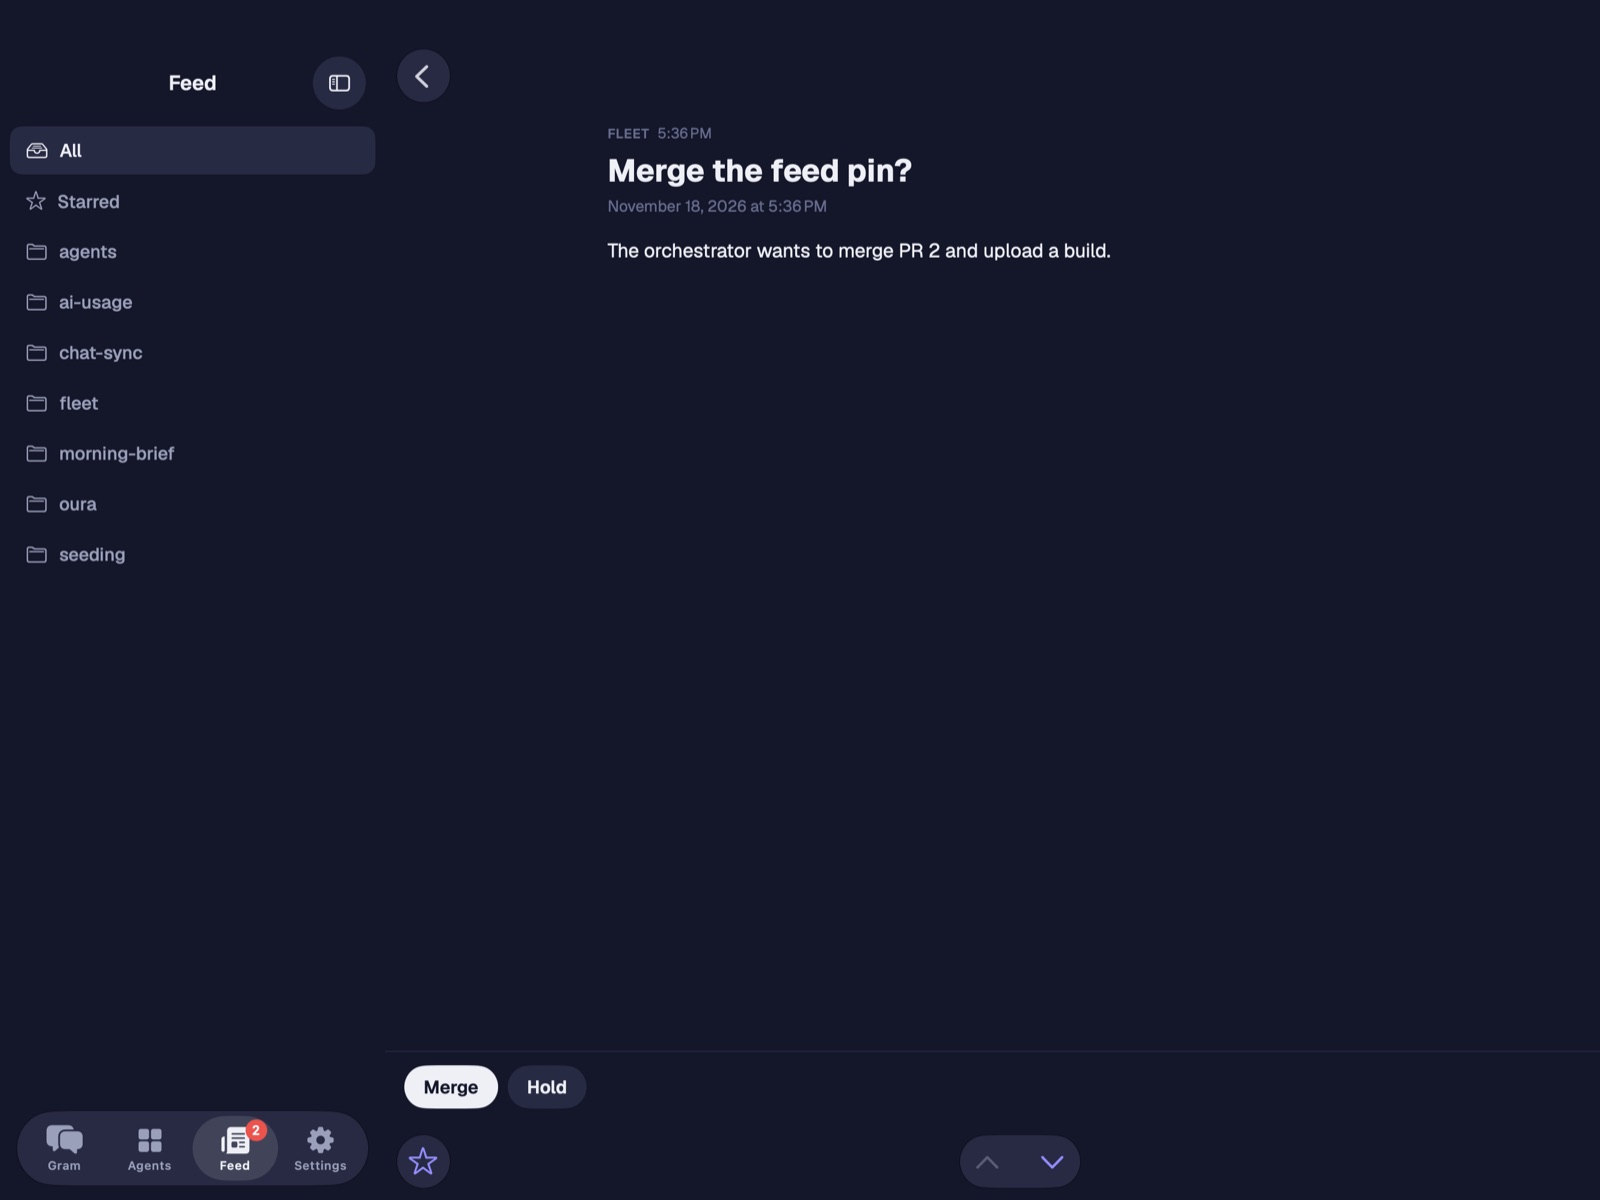 Feed
All
Starred
agents
ai-usage
chat-sync
fleet
morning-brief
oura
seeding
FLEET 5:36 PM
Merge the feed pin?
November 18, 2026 at 5:36 PM
The orchestrator wants to merge PR 2 and upload a build.
Merge Hold
2
Gram Agents Feed Settings